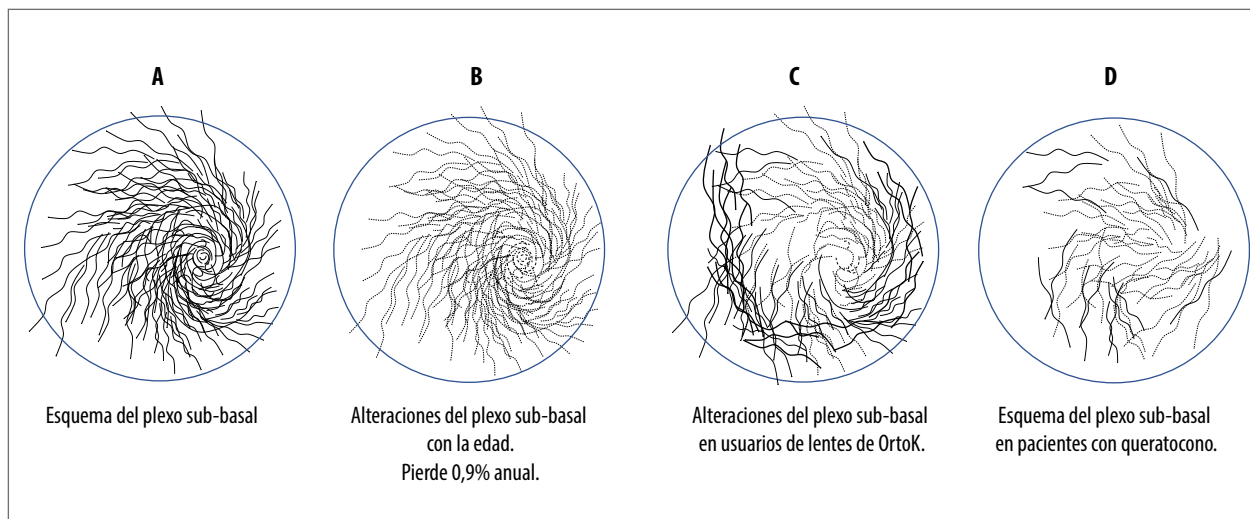 A
B
C
D
Esquema del plexo sub-basal
Alteraciones del plexo sub-basal
con la edad.
Pierde 0,9% anual.
Alteraciones del plexo sub-basal
en usuarios de lentes de OrtoK.
Esquema del plexo sub-basal
en pacientes con queratocono.